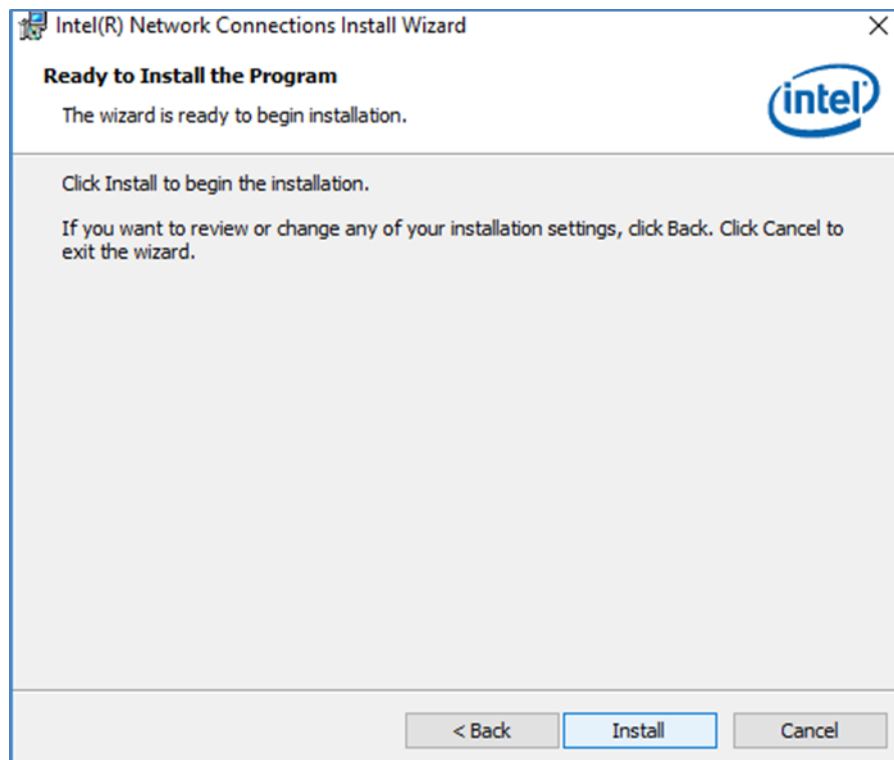 Intel(R) Network Connections Install Wizard
Ready to Install the Program
The wizard is ready to begin installation.
intel
Click Install to begin the installation.
If you want to review or change any of your installation settings, click Back. Click Cancel to
exit the wizard.
< Back
Install
Cancel